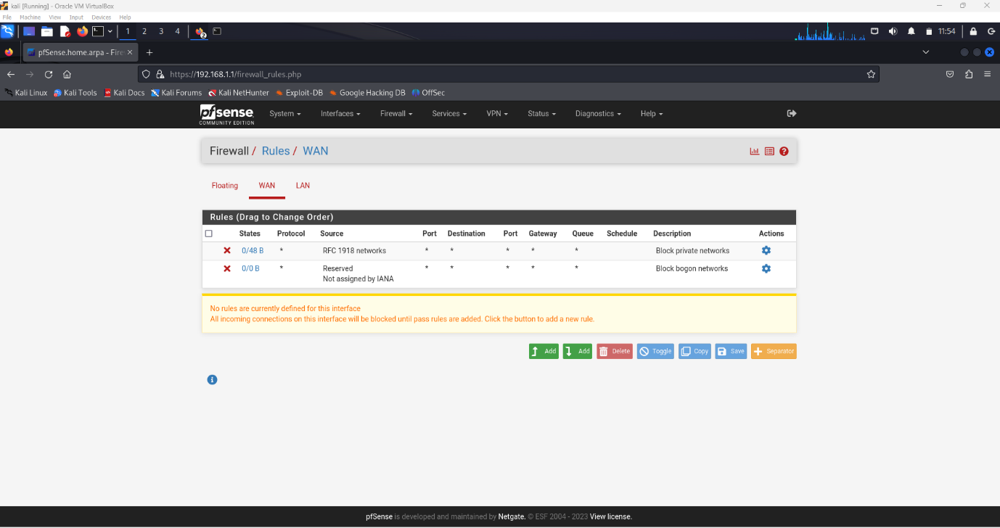 kali [Running] - Oracle VM VirtualBox
File Machine View Input Devices Help
1 2 3 4 2 11:54
pfSense.home.arpa - Fire
https://192.168.1.1/firewall_rules.php
Kali Linux Kali Tools Kali Docs Kali Forums Kali NetHunter Exploit-DB Google Hacking DB OffSec
pfsense System Interfaces Firewall Services VPN Status Diagnostics Help
COMMUNITY EDITION
Firewall / Rules / WAN
Floating WAN LAN
Rules (Drag to Change Order)
States Protocol Source Port Destination Port Gateway Queue Schedule Description Actions
0/48 B * RFC 1918 networks * * * * * Block private networks
0/0 B * Reserved * * * * * Block bogon networks
Not assigned by IANA
No rules are currently defined for this interface
All incoming connections on this interface will be blocked until pass rules are added. Click the button to add a new rule.
Add Add Delete Toggle Copy Save Separator
pfSense is developed and maintained by Netgate. © ESF 2004 - 2023 View license.